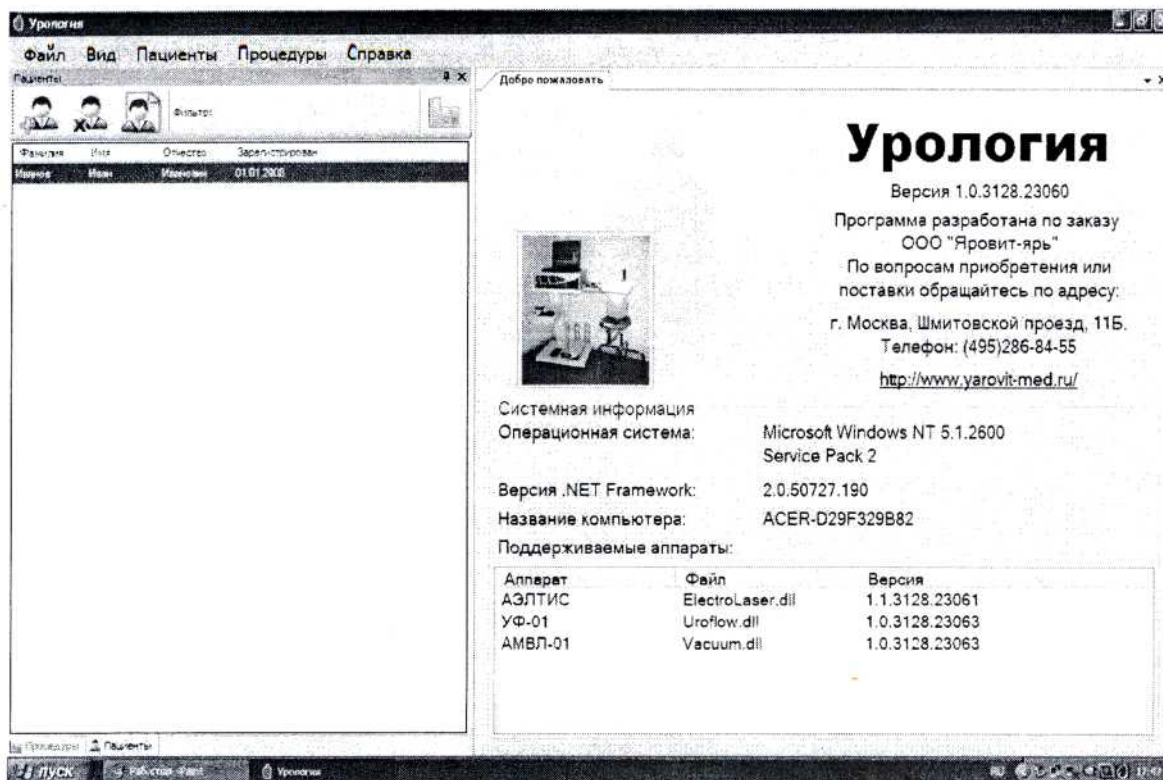 Урология
Файл Вид Пациенты Процедуры Справка
Пациенты
Фильтр:
Фамилия Имя Отчество Зарегистрирован
Иванов Иван Иванович 01.01.2008
Процедуры Пациенты
Добро пожаловать
Урология
Версия 1.0.3128.23060
Программа разработана по заказу
ООО "Яровит-ярь"
По вопросам приобретения или
поставки обращайтесь по адресу:
г. Москва, Шмитовской проезд, 11Б.
Телефон: (495)286-84-55
http://www.yarovit-med.ru/
Системная информация
Операционная система: Microsoft Windows NT 5.1.2600
Service Pack 2
Версия .NET Framework: 2.0.50727.190
Название компьютера: ACER-D29F329B82
Поддерживаемые аппараты:
Аппарат Файл Версия
АЭЛТИС ElectroLaser.dll 1.1.3128.23061
УФ-01 Uroflow.dll 1.0.3128.23063
АМВЛ-01 Vacuum.dll 1.0.3128.23063
пуск Урология RU